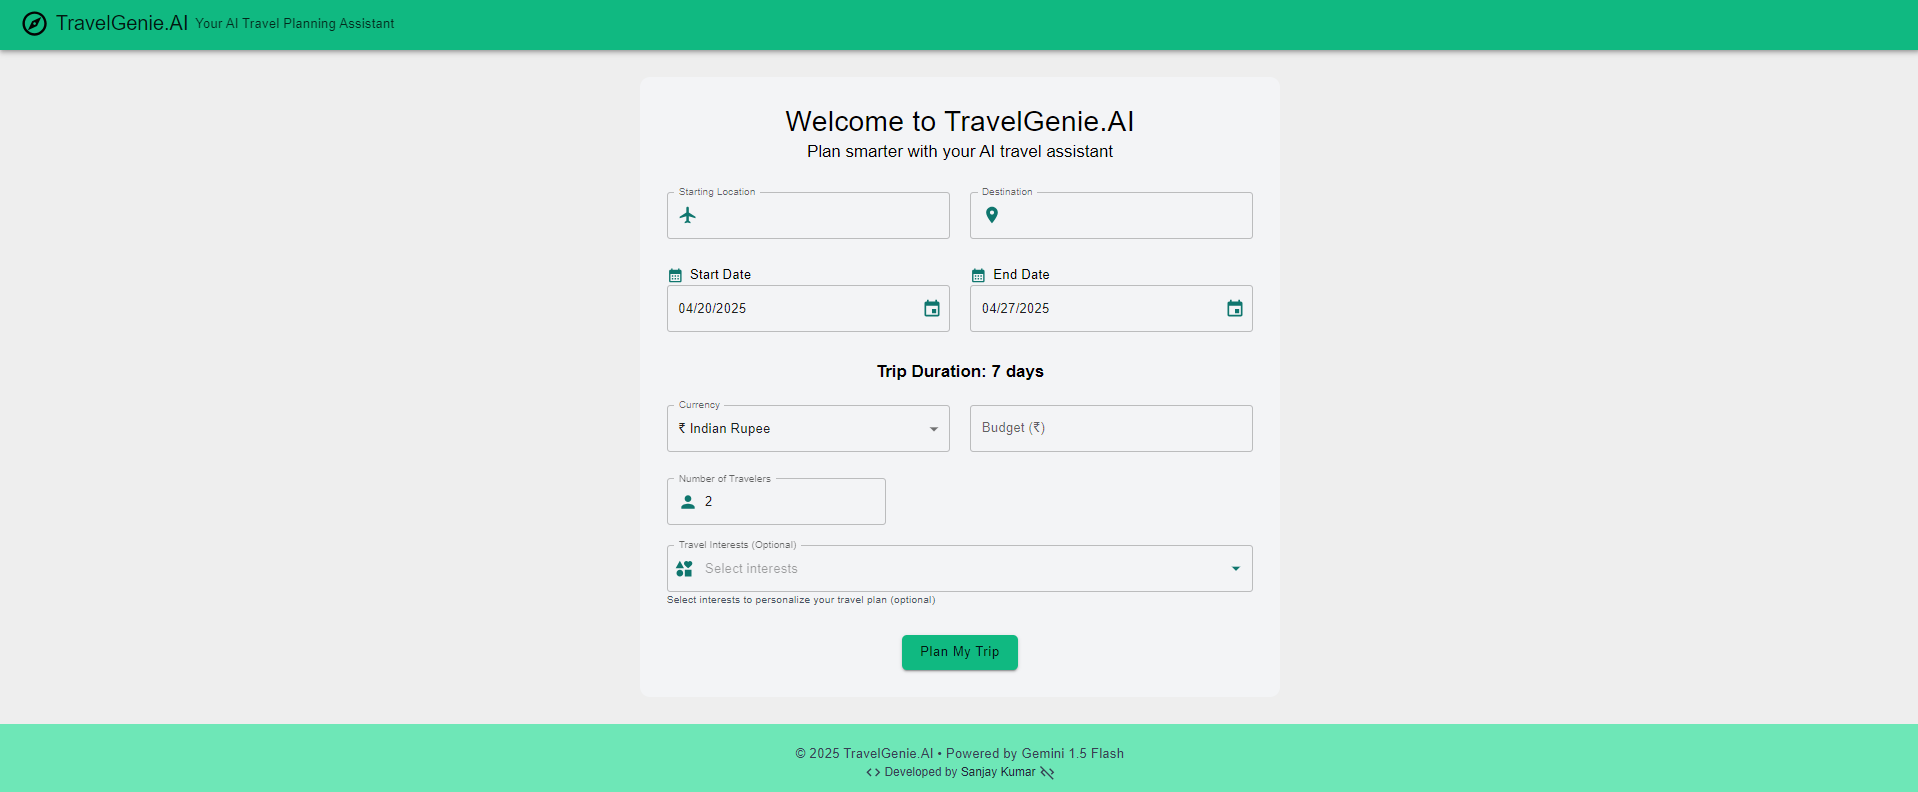 TravelGenie.AI Your AI Travel Planning Assistant
Welcome to TravelGenie.AI
Plan smarter with your AI travel assistant
Starting Location
Destination
Start Date
End Date
04/20/2025
04/27/2025
Trip Duration: 7 days
Currency
₹ Indian Rupee
Budget (₹)
Number of Travelers
2
Travel Interests (Optional)
Select interests
Select interests to personalize your travel plan (optional)
Plan My Trip
© 2025 TravelGenie.AI • Powered by Gemini 1.5 Flash
Developed by Sanjay Kumar